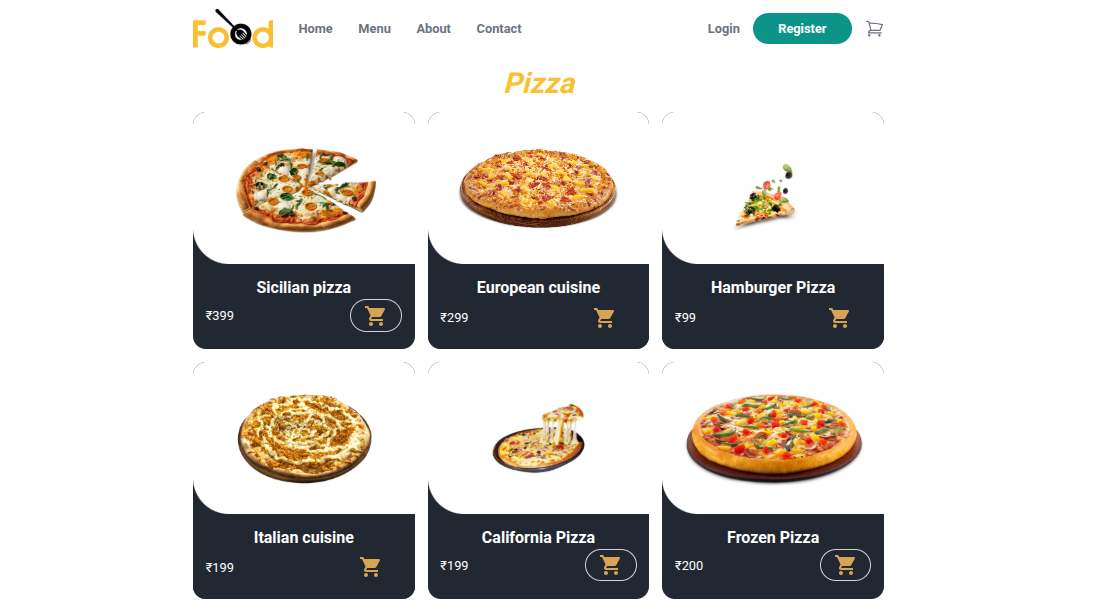 Food Home Menu About Contact Login Register
Pizza
Sicilian pizza
₹399
European cuisine
₹299
Hamburger Pizza
₹99
Italian cuisine
₹199
California Pizza
₹199
Frozen Pizza
₹200